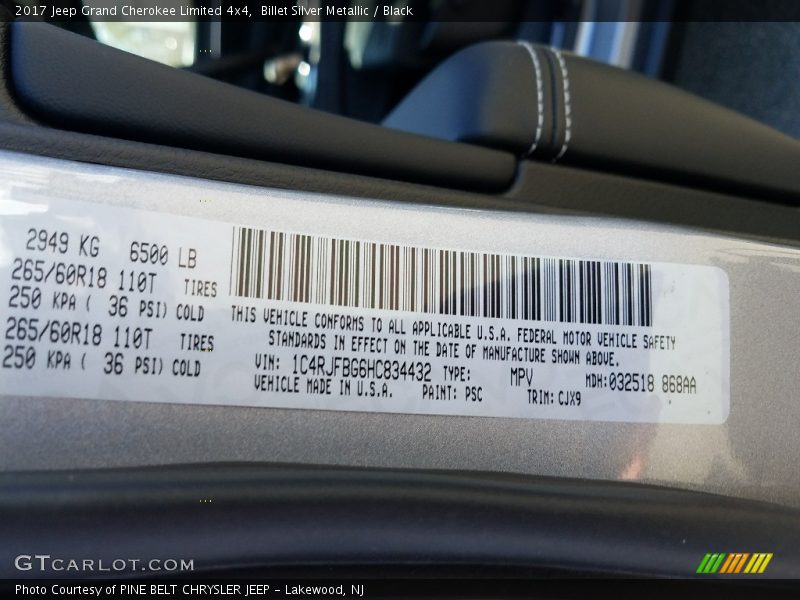 2017 Jeep Grand Cherokee Limited 4x4,  Billet Silver Metallic / Black
2949 KG 6500 LB
265/60R18 110T TIRES
250 KPA ( 36 PSI) COLD
265/60R18 110T TIRES
250 KPA ( 36 PSI) COLD
THIS VEHICLE CONFORMS TO ALL APPLICABLE U.S.A. FEDERAL MOTOR VEHICLE SAFETY
STANDARDS IN EFFECT ON THE DATE OF MANUFACTURE SHOWN ABOVE.
VIN: 1C4RJFBG6HC834432 TYPE: MPV MDH:032518 868AA
VEHICLE MADE IN U.S.A. PAINT: PSC TRIM: CJX9
GTCARLOT.COM
Photo Courtesy of PINE BELT CHRYSLER JEEP - Lakewood, NJ